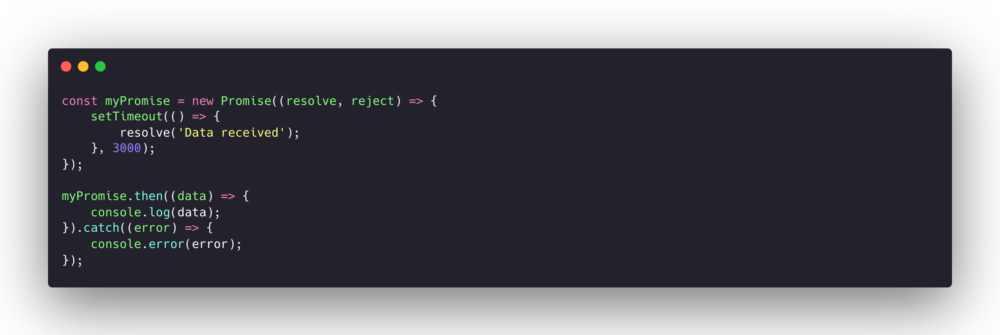 const myPromise = new Promise((resolve, reject) => {
    setTimeout(() => {
        resolve('Data received');
    }, 3000);
});

myPromise.then((data) => {
    console.log(data);
}).catch((error) => {
    console.error(error);
});